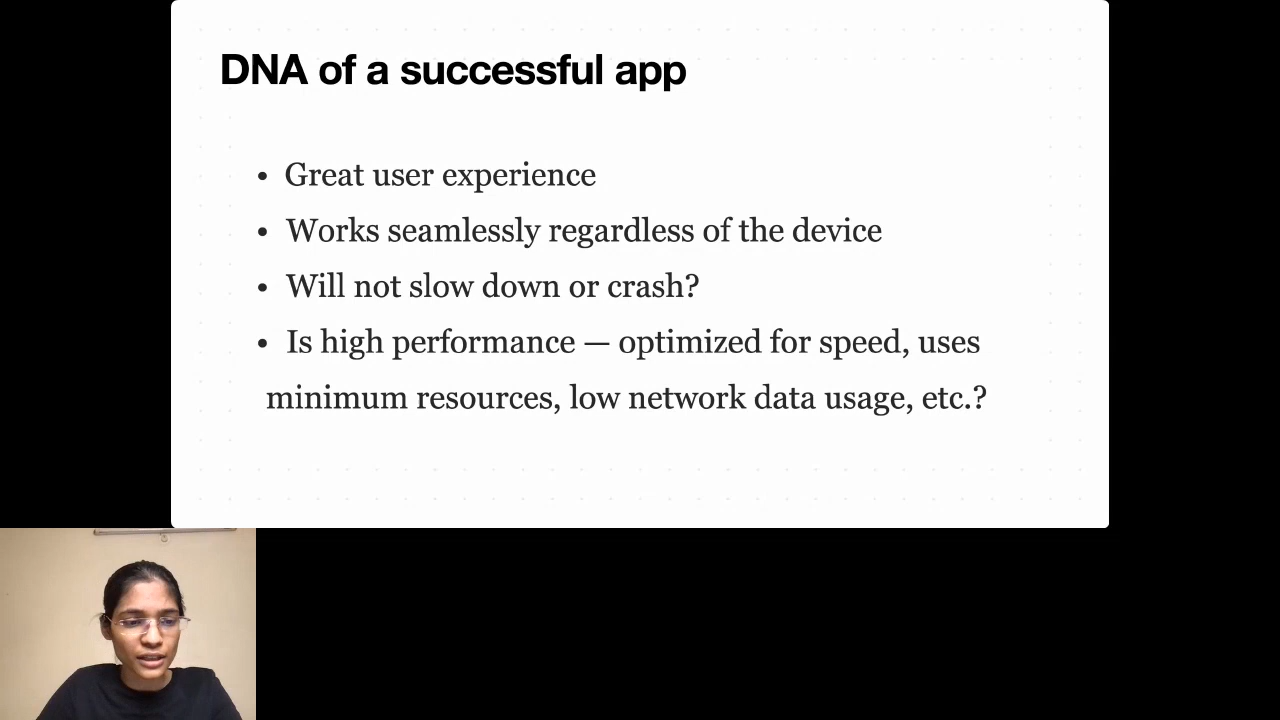 DNA of a successful app
• Great user experience
• Works seamlessly regardless of the device
• Will not slow down or crash?
• Is high performance — optimized for speed, uses
minimum resources, low network data usage, etc.?